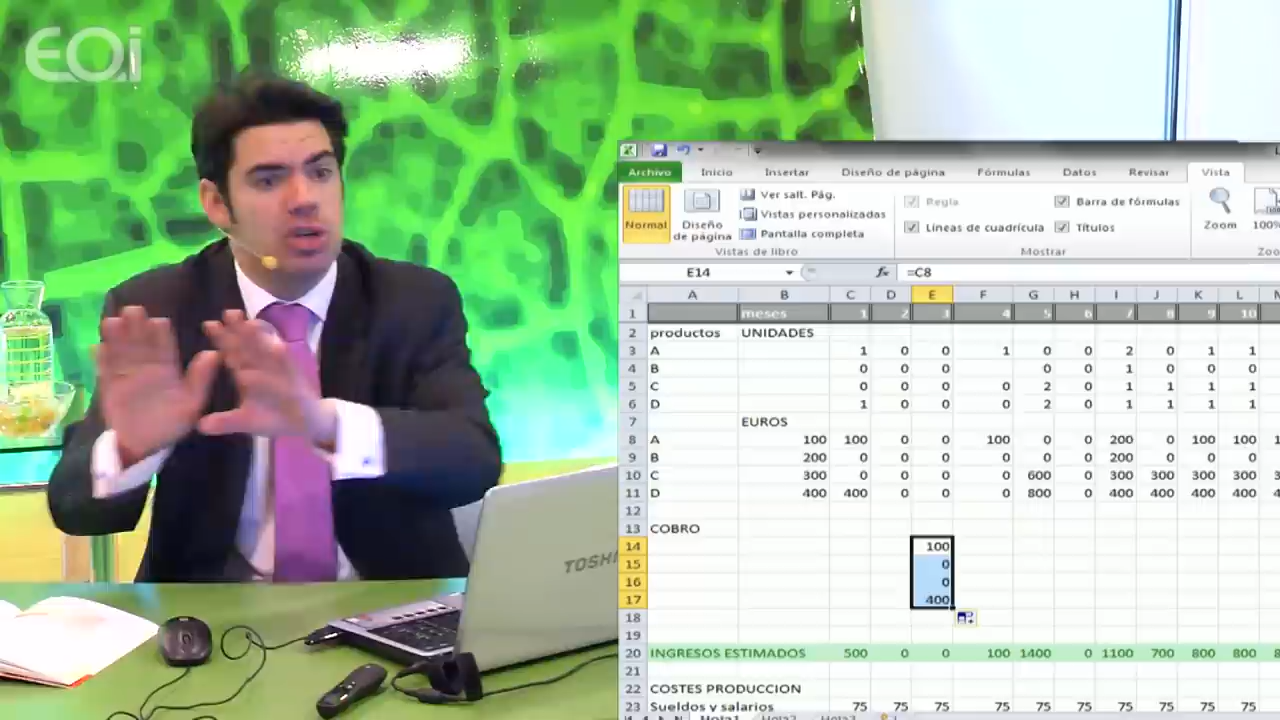 EOi
TOSHI
Archivo Inicio Insertar Diseño de página Fórmulas Datos Revisar Vista
Normal
Diseño de página
Ver salt. Pág.
Vistas personalizadas
Pantalla completa
Regla
Líneas de cuadrícula
Barra de fórmulas
Títulos
Zoom
100%
Vistas de libro Mostrar Zoo
E14 fx =C8
A B C D E F G H I J K L
1 meses 1 2 3 4 5 6 7 8 9 10
2 productos UNIDADES
3 A 1 0 0 1 0 0 2 0 1 1
4 B 0 0 0 0 0 1 0 0 0
5 C 0 0 0 0 2 0 1 1 1 1
6 D 1 0 0 0 2 0 1 1 1 1
7 EUROS
8 A 100 100 0 0 100 0 0 200 0 100 100
9 B 200 0 0 0 0 0 0 200 0 0 0
10 C 300 0 0 0 0 600 0 300 300 300 300
11 D 400 400 0 0 0 800 0 400 400 400 400
12
13 COBRO
14 100
15 0
16 0
17 400
18
19
20 INGRESOS ESTIMADOS 500 0 0 100 1400 0 1100 700 800 800
21
22 COSTES PRODUCCION
23 Sueldos y salarios 75 75 75 75 75 75 75 75 75 75
Hoja1 Hoja2 Hoja3